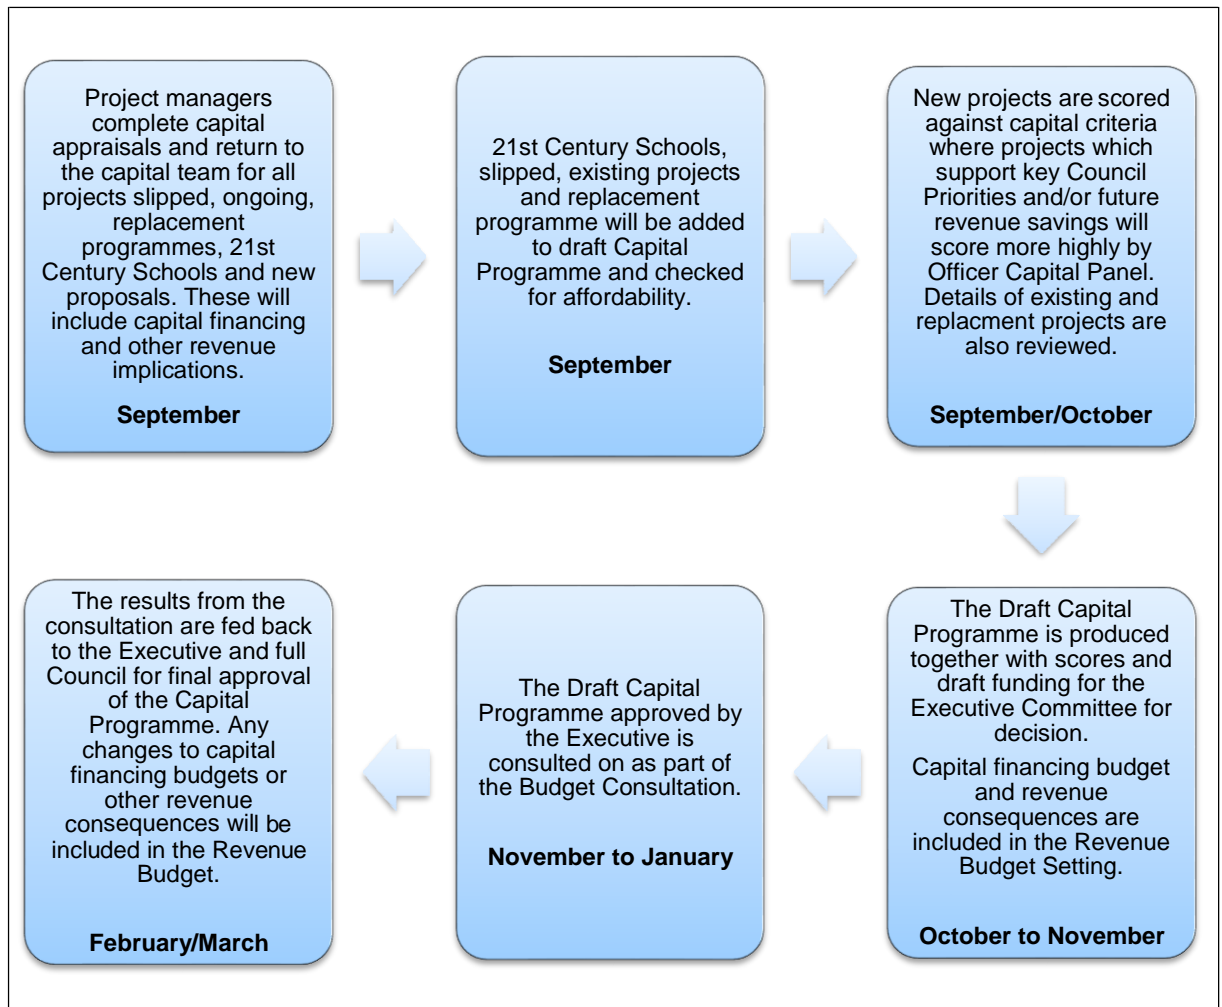 Project managers
complete capital
appraisals and return to
the capital team for all
projects slipped, ongoing,
replacement
programmes, 21st
Century Schools and new
proposals. These will
include capital financing
and other revenue
implications.
September
21st Century Schools,
slipped, existing projects
and replacement
programme will be added
to draft Capital
Programme and checked
for affordability.
September
New projects are scored
against capital criteria
where projects which
support key Council
Priorities and/or future
revenue savings will
score more highly by
Officer Capital Panel.
Details of existing and
replacment projects are
also reviewed.
September/October
The Draft Capital
Programme is produced
together with scores and
draft funding for the
Executive Committee for
decision.
Capital financing budget
and revenue
consequences are
included in the Revenue
Budget Setting.
October to November
The Draft Capital
Programme approved by
the Executive is
consulted on as part of
the Budget Consultation.
November to January
The results from the
consultation are fed back
to the Executive and full
Council for final approval
of the Capital
Programme. Any
changes to capital
financing budgets or
other revenue
consequences will be
included in the Revenue
Budget.
February/March